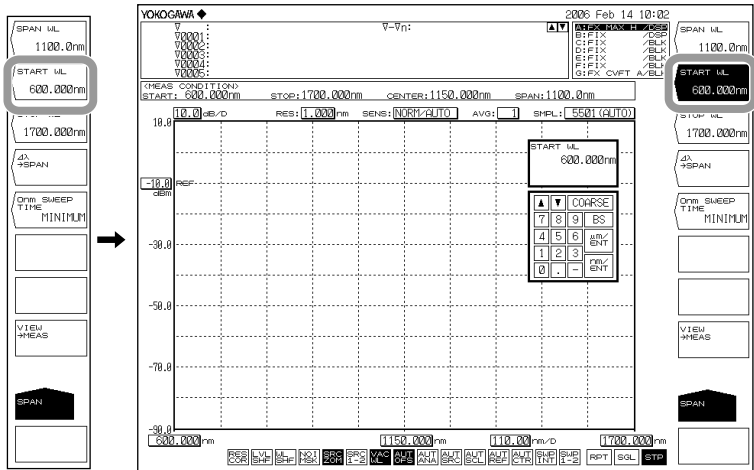 SPAN WL
1100.0nm
START WL
600.000nm
STOP WL
1700.000nm
Δλ
→SPAN
0nm SWEEP
TIME
MINIMUM
VIEW
→MEAS
SPAN
YOKOGAWA ◆
2006 Feb 14 10:02
∇ :
∇-∇n:
▲▼
∇0001:
∇0002:
∇0003:
∇0004:
∇0005:
A:FX MAX H /DSP
B:FIX /DSP
C:FIX /BLK
D:FIX /BLK
E:FIX /BLK
F:FIX /BLK
G:FX CVFT A/BLK
<MEAS CONDITION>
START: 600.000nm STOP:1700.000nm CENTER:1150.000nm SPAN:1100.0nm
10.0 dB/D RES: 1.000 nm SENS: NORM/AUTO AVG: 1 SMPL: 5501(AUTO)
10.0
-10.0 REF
dBm
-30.0
-50.0
-70.0
-90.0
START WL
600.000nm
▲ ▼ COARSE
7 8 9 BS
4 5 6 μm/
ENT
1 2 3
0 . - nm/
ENT
600.000 nm 1150.000 nm 110.00 nm/D 1700.000 nm
RES COR
LVL SHF
WL SHF
NOI MSK
SRC ZOM
SRC 1-2
VAC WL
AUT OFS
AUT ANA
AUT SRC
AUT SCL
AUT REF
AUT CTR
SWP INT
SWP 1-2
RPT
SGL
STP
SPAN WL
1100.0nm
START WL
600.000nm
STOP WL
1700.000nm
Δλ
→SPAN
0nm SWEEP
TIME
MINIMUM
VIEW
→MEAS
SPAN